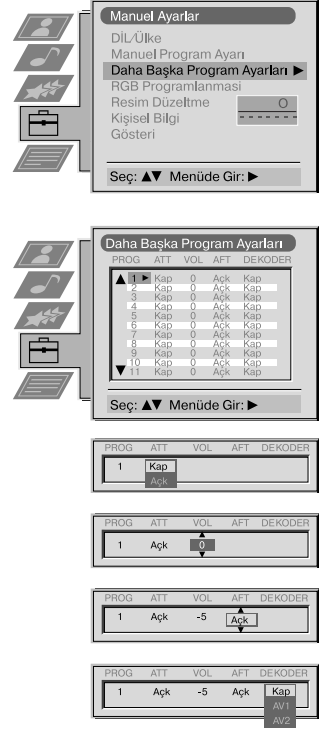 Manuel Ayarlar
DİL/Ülke
Manuel Program Ayarı
Daha Başka Program Ayarları ►
RGB Programlanmasi
Resim Düzeltme O
Kişisel Bilgi - - - - - -
Gösteri
Seç: ▲▼ Menüde Gir: ►
Daha Başka Program Ayarları
PROG ATT VOL AFT DEKODER
▲ 1 ► Kap 0 Açk Kap
2 Kap 0 Açk Kap
3 Kap 0 Açk Kap
4 Kap 0 Açk Kap
5 Kap 0 Açk Kap
6 Kap 0 Açk Kap
7 Kap 0 Açk Kap
8 Kap 0 Açk Kap
9 Kap 0 Açk Kap
10 Kap 0 Açk Kap
▼ 11 Kap 0 Açk Kap
Seç: ▲▼ Menüde Gir: ►
PROG ATT VOL AFT DEKODER
1 Kap
Açk
PROG ATT VOL AFT DEKODER
1 Açk 0
PROG ATT VOL AFT DEKODER
1 Açk -5 Açk
PROG ATT VOL AFT DEKODER
1 Açk -5 Açk Kap
AV1
AV2